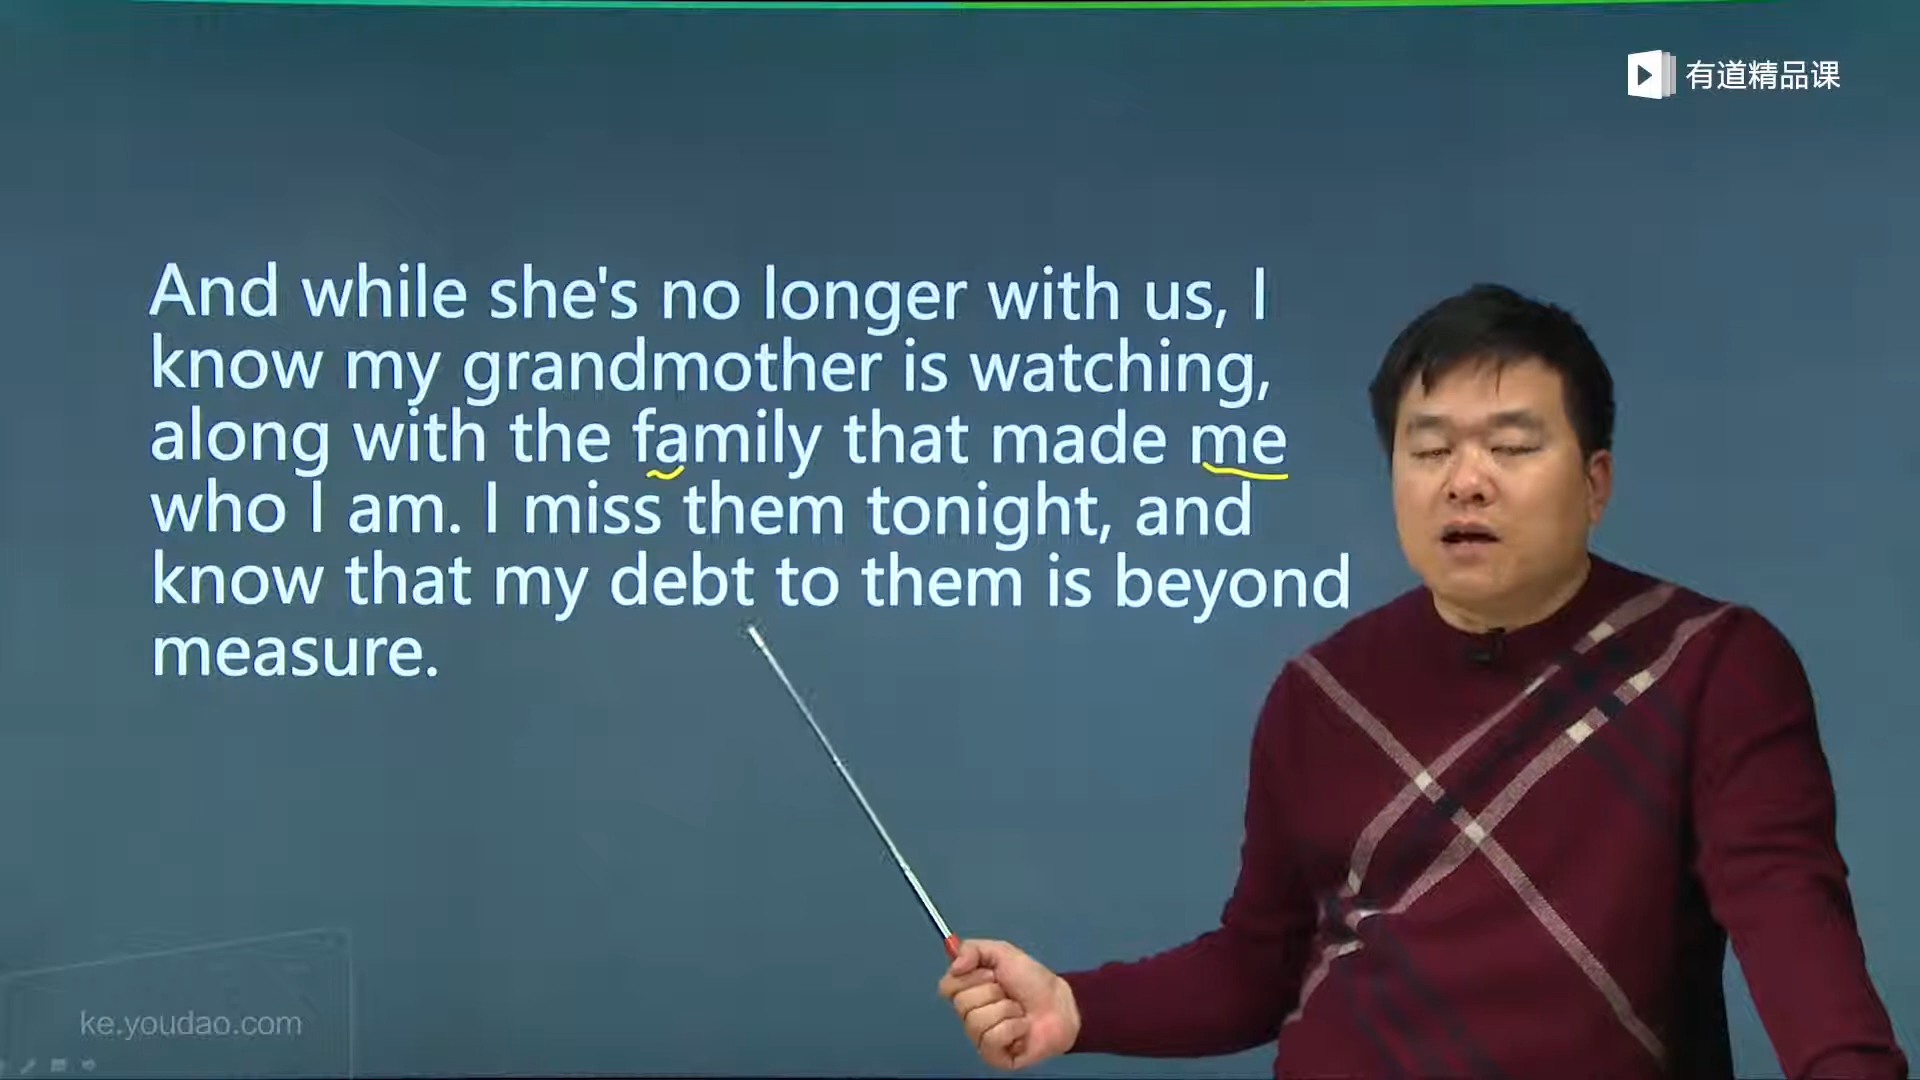 有道精品课
And while she's no longer with us, I
know my grandmother is watching,
along with the family that made me
who I am. I miss them tonight, and
know that my debt to them is beyond
measure.
ke.youdao.com